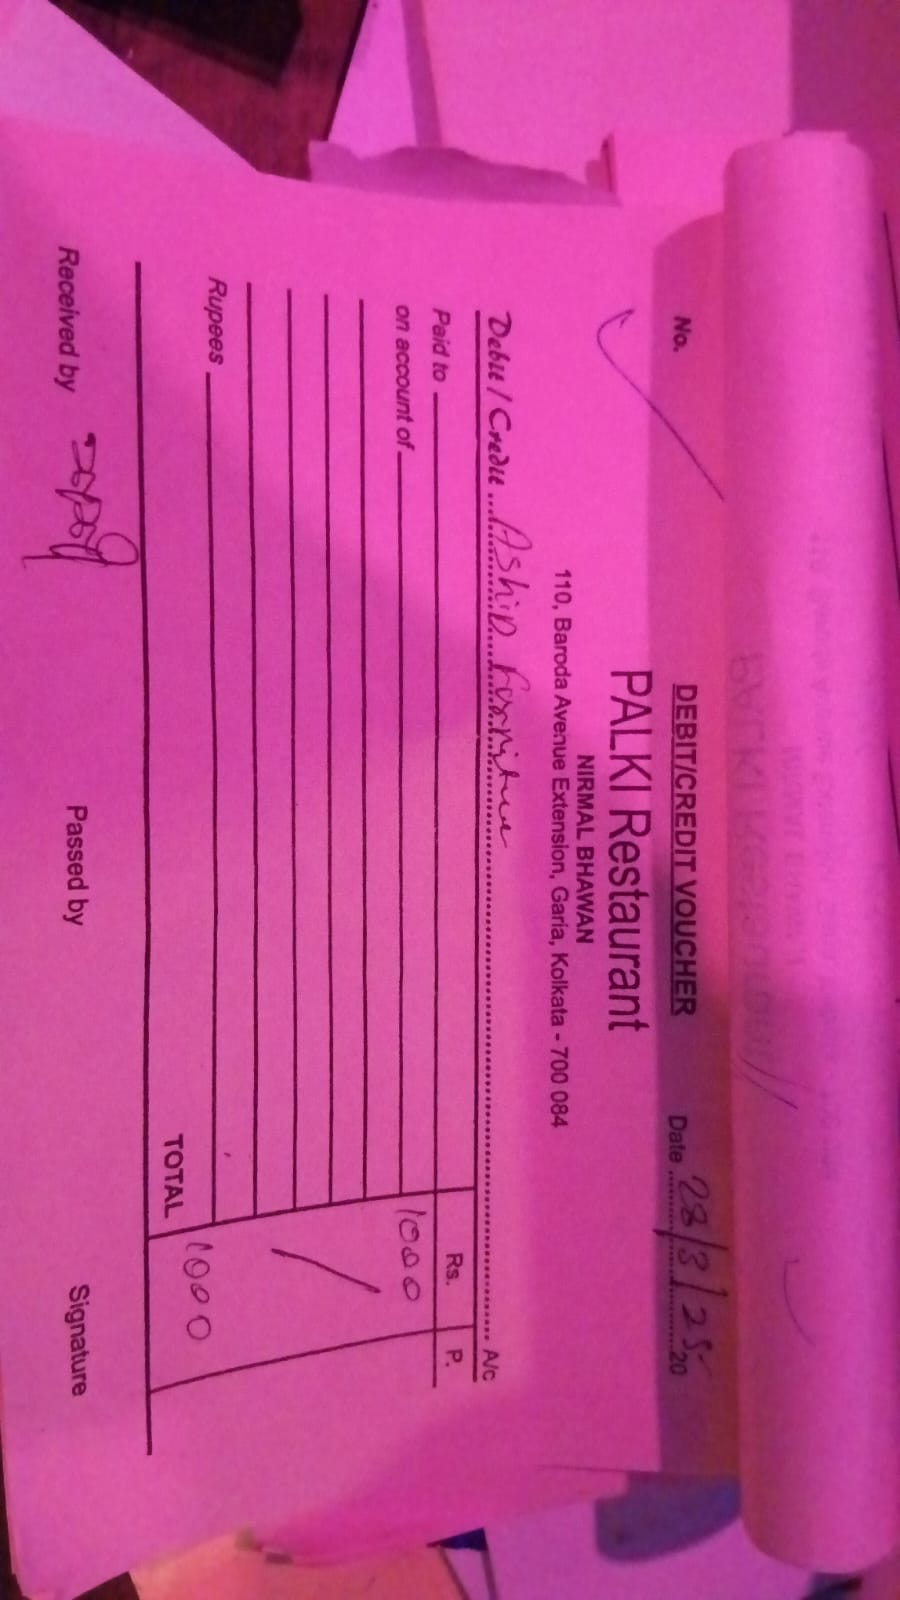 No. DEBIT/CREDIT VOUCHER Date 28/3/25 20
PALKI Restaurant
NIRMAL BHAWAN
110, Baroda Avenue Extension, Garia, Kolkata - 700 084
Debit / Credit Ashis Furniture A/c
Paid to Rs. P.
on account of 1000
Rupees
TOTAL 1000
Received by Passed by Signature